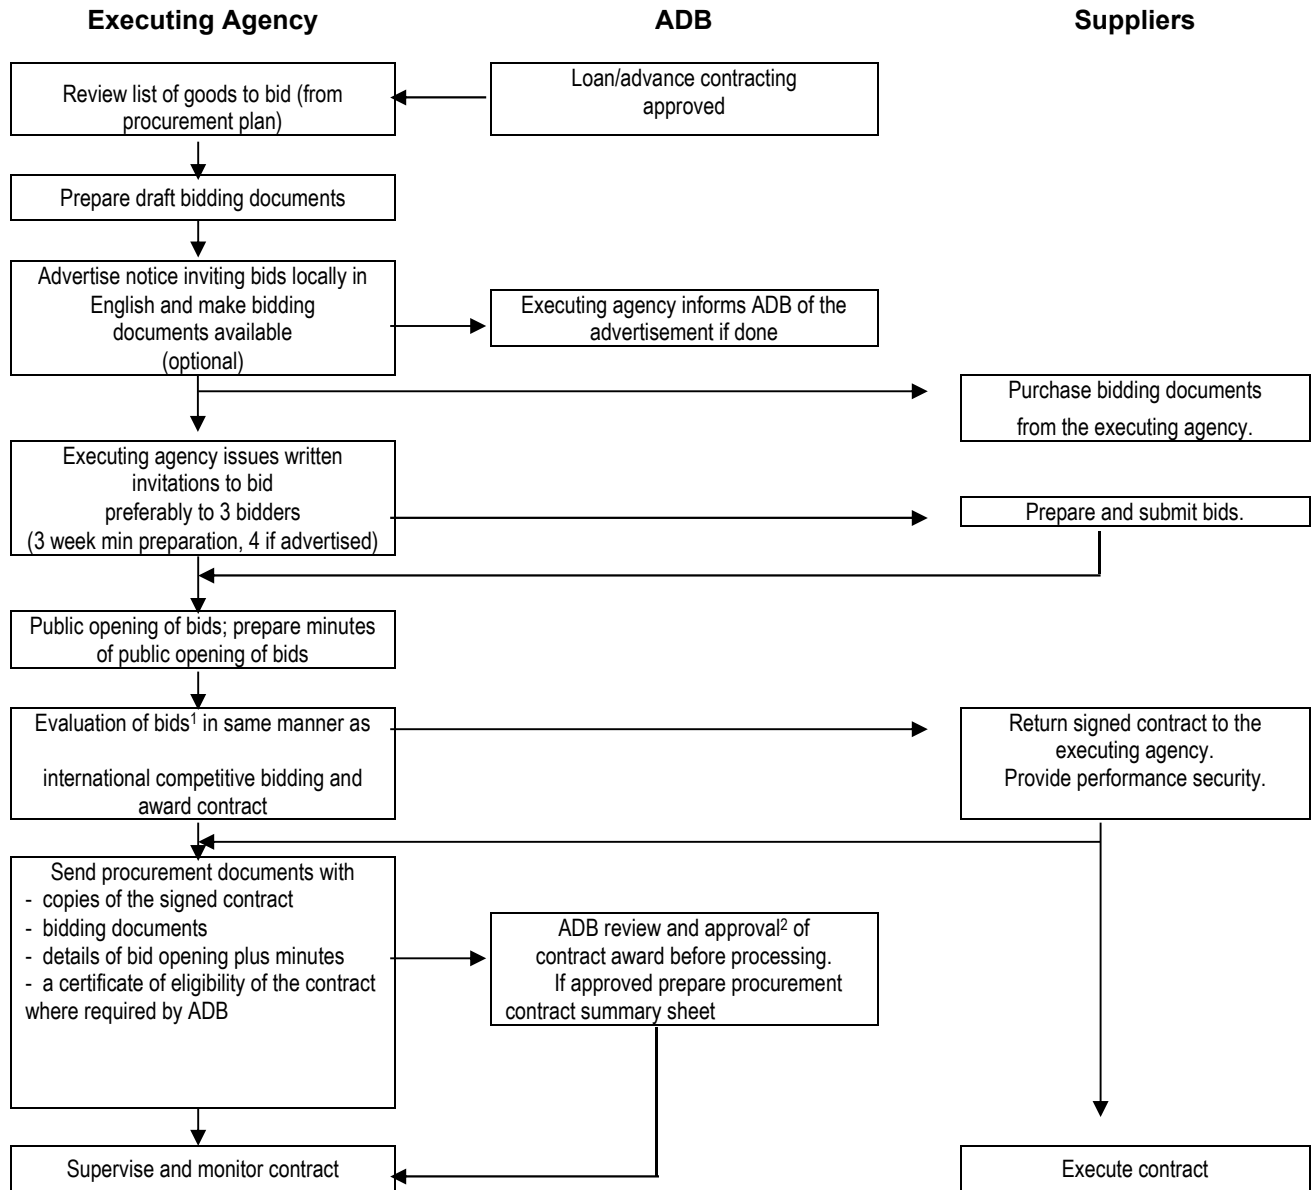 Executing Agency
ADB
Suppliers
Review list of goods to bid (from
procurement plan)
Loan/advance contracting
approved
Prepare draft bidding documents
Advertise notice inviting bids locally in
English and make bidding
documents available
(optional)
Executing agency informs ADB of the
advertisement if done
Purchase bidding documents
from the executing agency.
Executing agency issues written
invitations to bid
preferably to 3 bidders
(3 week min preparation, 4 if advertised)
Prepare and submit bids.
Public opening of bids; prepare minutes
of public opening of bids
Evaluation of bids¹ in same manner as
international competitive bidding and
award contract
Return signed contract to the
executing agency.
Provide performance security.
Send procurement documents with
- copies of the signed contract
- bidding documents
- details of bid opening plus minutes
- a certificate of eligibility of the contract
where required by ADB
ADB review and approval² of
contract award before processing.
If approved prepare procurement
contract summary sheet
Supervise and monitor contract
Execute contract